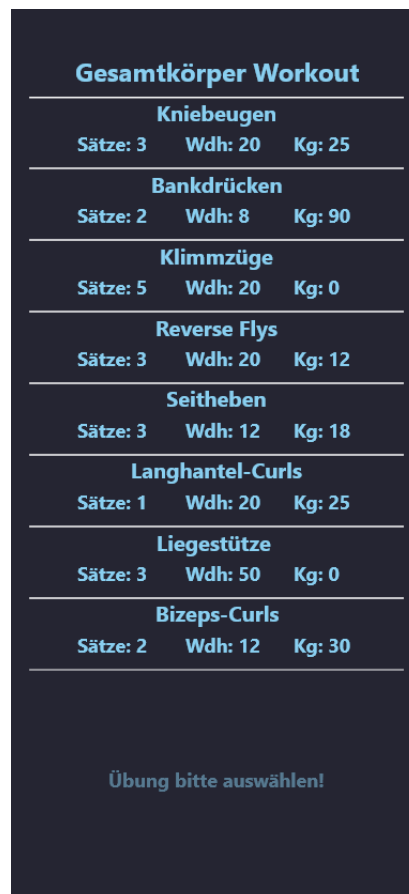 Gesamtkörper Workout
Kniebeugen
Sätze: 3 Wdh: 20 Kg: 25
Bankdrücken
Sätze: 2 Wdh: 8 Kg: 90
Klimmzüge
Sätze: 5 Wdh: 20 Kg: 0
Reverse Flys
Sätze: 3 Wdh: 20 Kg: 12
Seitheben
Sätze: 3 Wdh: 12 Kg: 18
Langhantel-Curls
Sätze: 1 Wdh: 20 Kg: 25
Liegestütze
Sätze: 3 Wdh: 50 Kg: 0
Bizeps-Curls
Sätze: 2 Wdh: 12 Kg: 30
Übung bitte auswählen!